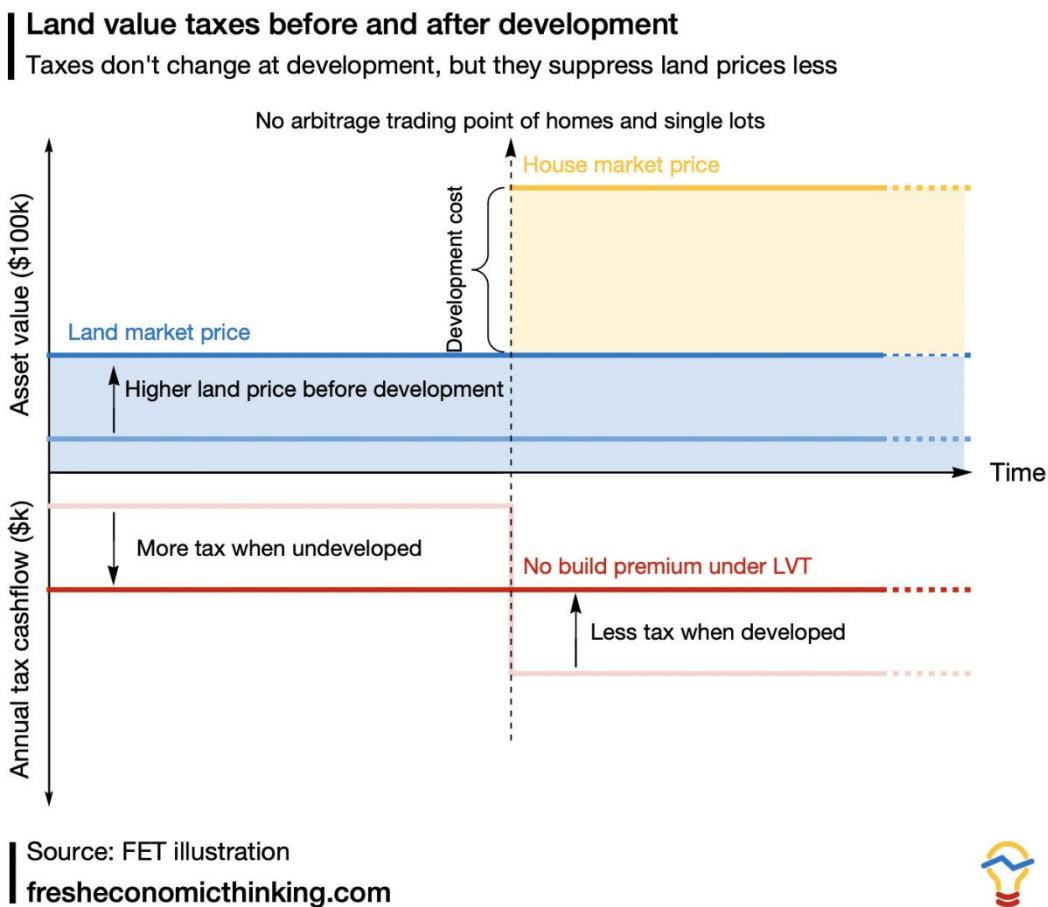 Land value taxes before and after development
Taxes don't change at development, but they suppress land prices less
No arbitrage trading point of homes and single lots
House market price
Development cost
Asset value ($100k)
Land market price
Higher land price before development
Time
Annual tax cashflow ($k)
More tax when undeveloped
No build premium under LVT
Less tax when developed
Source: FET illustration
fresheconomicthinking.com